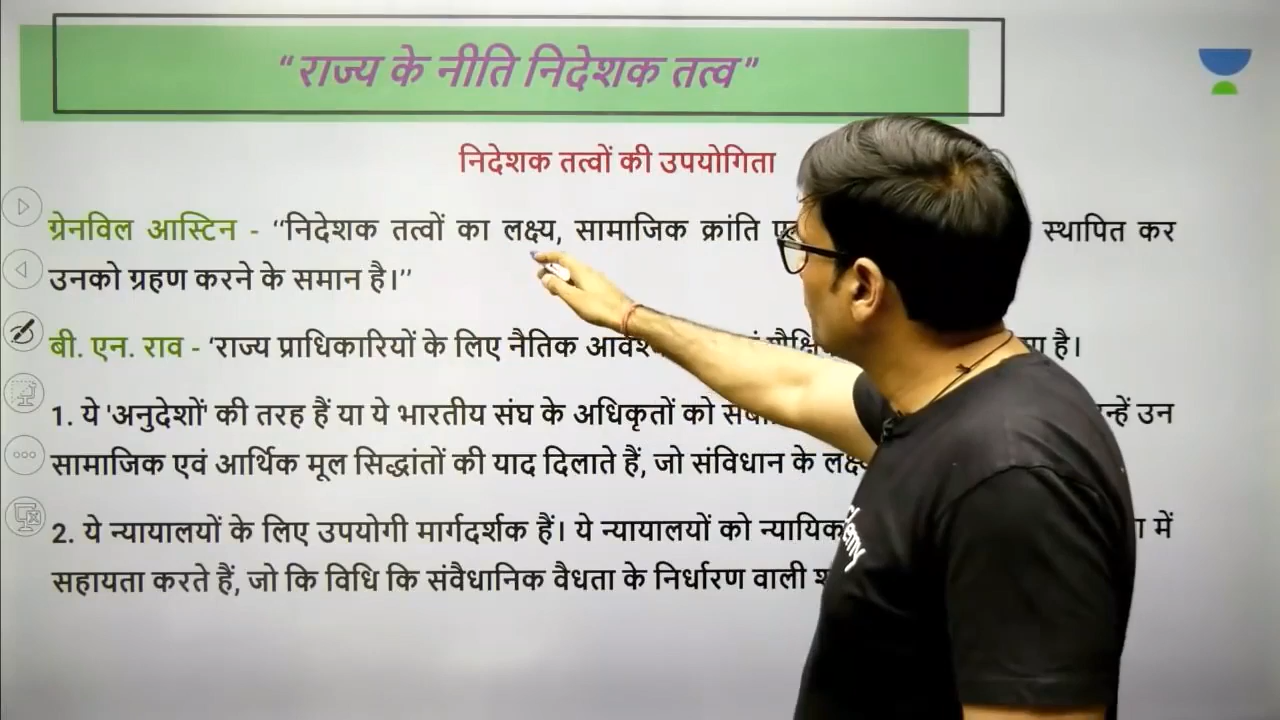 “राज्य के नीति निदेशक तत्व”
निदेशक तत्वों की उपयोगिता
ग्रेनविल आस्टिन - ‘‘निदेशक तत्वों का लक्ष्य, सामाजिक क्रांति स्थापित कर
उनको ग्रहण करने के समान है।’’
बी. एन. राव - ‘राज्य प्राधिकारियों के लिए नैतिक है।
1. ये 'अनुदेशों' की तरह हैं या ये भारतीय संघ के अधिकृतों को उन
सामाजिक एवं आर्थिक मूल सिद्धांतों की याद दिलाते हैं, जो संविधान के
2. ये न्यायालयों के लिए उपयोगी मार्गदर्शक हैं। ये न्यायालयों को न्यायिक में
सहायता करते हैं, जो कि विधि कि संवैधानिक वैधता के निर्धारण वाली